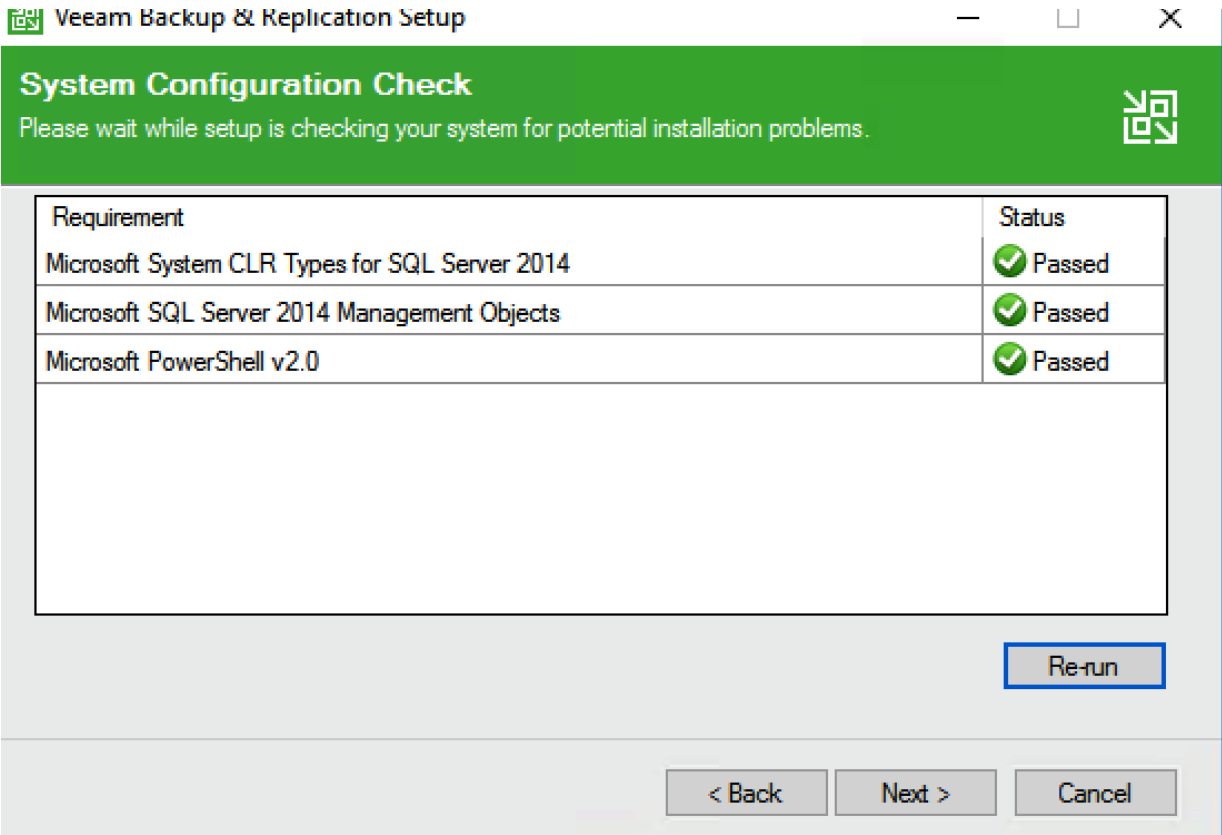 Veeam Backup & Replication Setup
System Configuration Check
Please wait while setup is checking your system for potential installation problems.
Requirement Status
Microsoft System CLR Types for SQL Server 2014 Passed
Microsoft SQL Server 2014 Management Objects Passed
Microsoft PowerShell v2.0 Passed
Re-run
< Back Next > Cancel